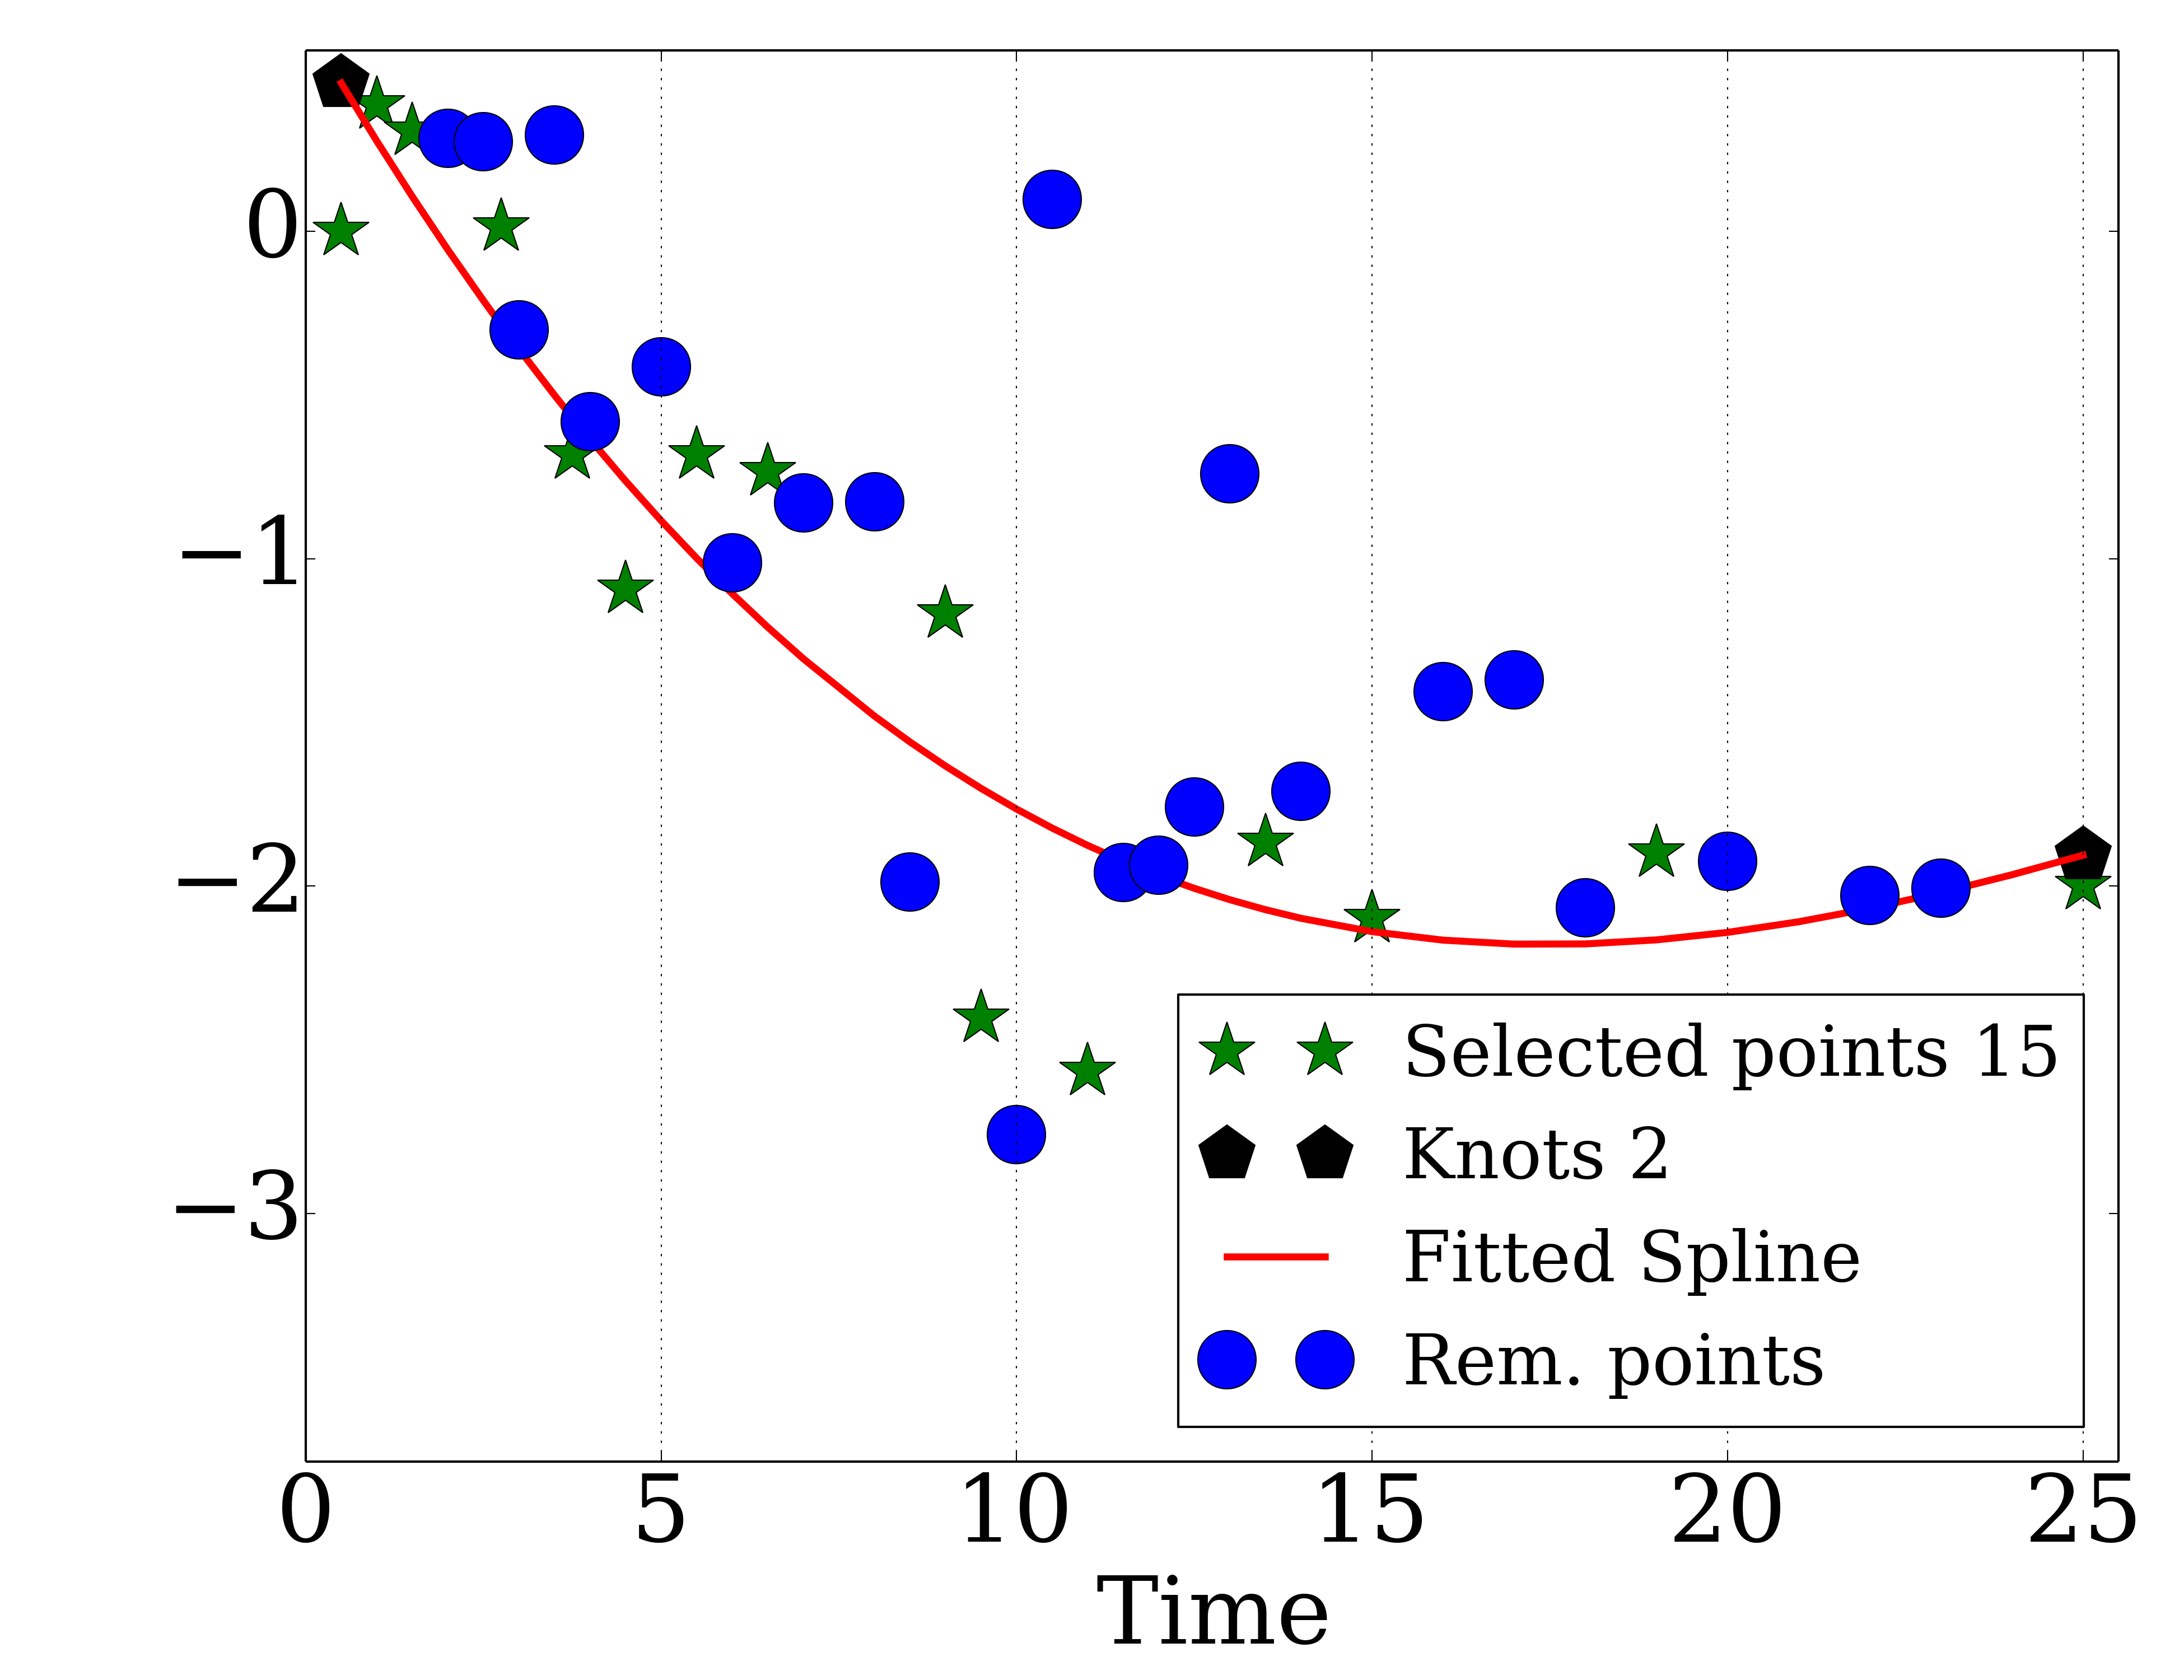 0
−1
−2
−3
Selected points 15
Knots 2
Fitted Spline
Rem. points
0 5 10 15 20 25
Time